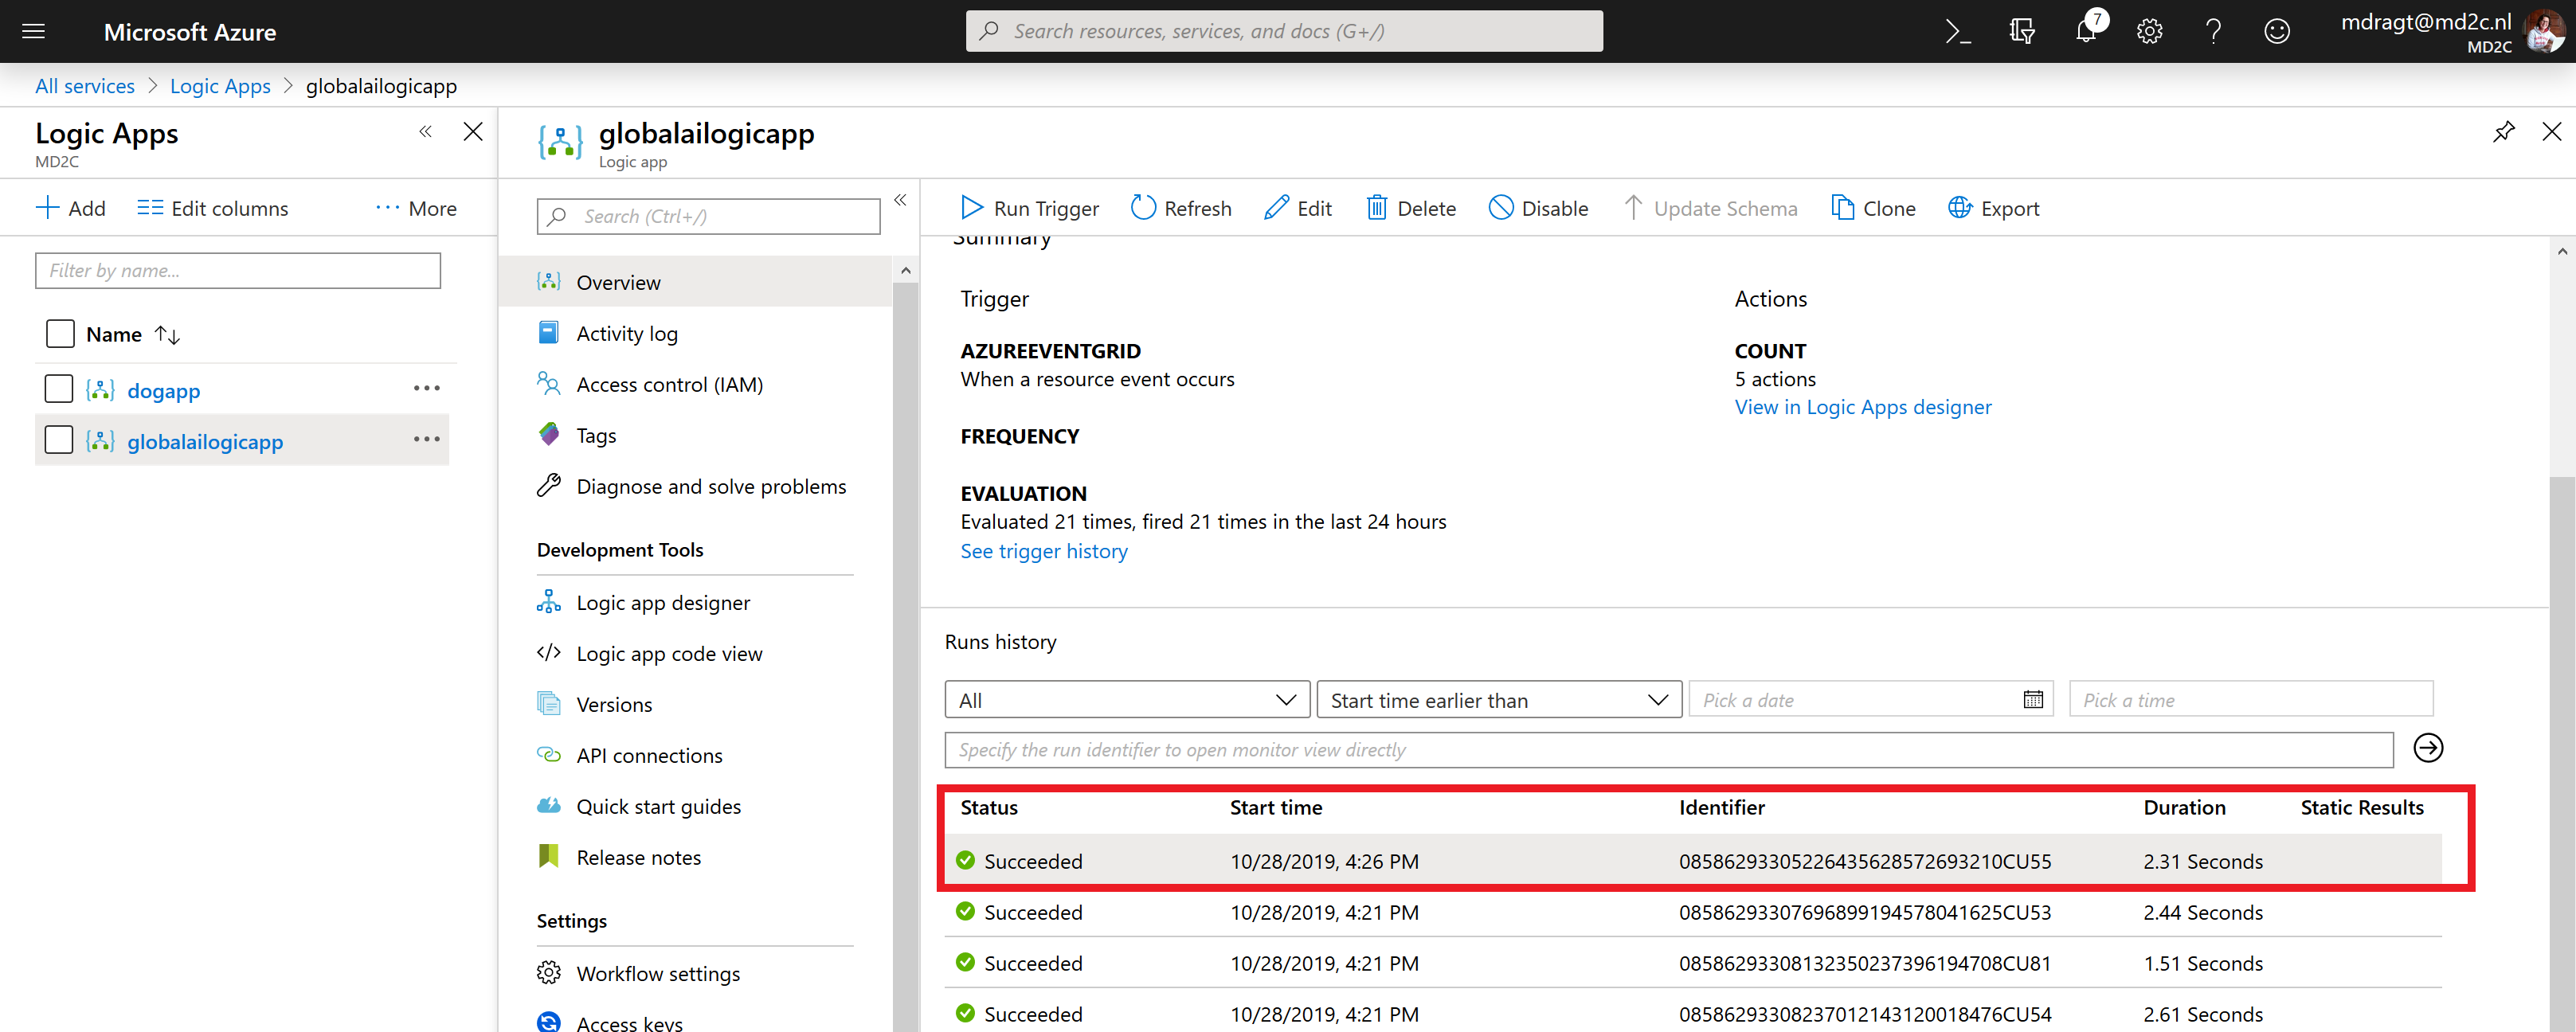 Microsoft Azure
Search resources, services, and docs (G+/)
7
mdragt@md2c.nl
MD2C
All services > Logic Apps > globalailogicapp
Logic Apps
MD2C
Add
Edit columns
More
Filter by name...
Name
dogapp
globalailogicapp
globalailogicapp
Logic app
Search (Ctrl+/)
Overview
Activity log
Access control (IAM)
Tags
Diagnose and solve problems
Development Tools
Logic app designer
Logic app code view
Versions
API connections
Quick start guides
Release notes
Settings
Workflow settings
Access keys
Run Trigger
Refresh
Edit
Delete
Disable
Update Schema
Clone
Export
Summary
Trigger
AZUREEVENTGRID
When a resource event occurs
FREQUENCY
EVALUATION
Evaluated 21 times, fired 21 times in the last 24 hours
See trigger history
Actions
COUNT
5 actions
View in Logic Apps designer
Runs history
All
Start time earlier than
Pick a date
Pick a time
Specify the run identifier to open monitor view directly
Status Start time Identifier Duration Static Results
Succeeded 10/28/2019, 4:26 PM 08586293305226435628572693210CU55 2.31 Seconds
Succeeded 10/28/2019, 4:21 PM 08586293307696899194578041625CU53 2.44 Seconds
Succeeded 10/28/2019, 4:21 PM 08586293308132350237396194708CU81 1.51 Seconds
Succeeded 10/28/2019, 4:21 PM 08586293308237012143120018476CU54 2.61 Seconds